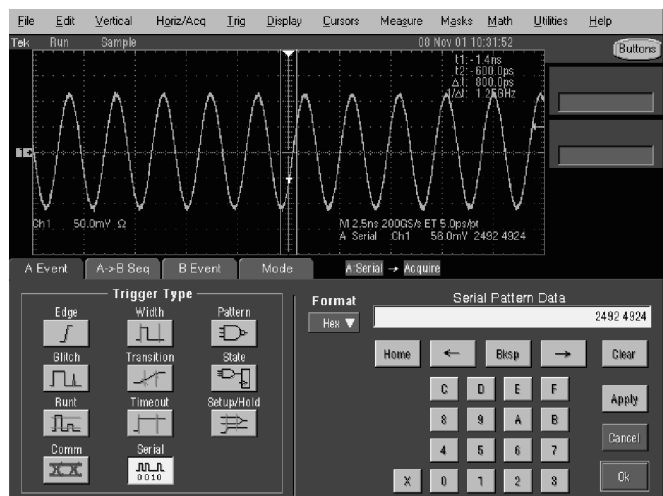 File Edit Vertical Horiz/Acq Trig Display Cursors Measure Masks Math Utilities Help
Tek Run Sample 08 Nov 01 10:31:52 Buttons
t1: -1.4ns
t2: -600.0ps
Δt: 800.0ps
1/Δt: 1.25GHz
1
Ch1 50.0mV Ω M 2.5ns 200GS/s ET 5.0ps/pt
A Serial Ch1 56.0mV 2492 4924
A Event A->B Seq B Event Mode A Serial → Acquire
Trigger Type
Edge Width Pattern
Glitch Transition State
Runt Timeout Setup/Hold
Comm Serial
0010
Format Serial Pattern Data
Hex ▼ 2492 4924
Home ← Bksp → Clear
C D E F Apply
8 9 A B
Cancel
4 5 6 7
X 0 1 2 3 Ok